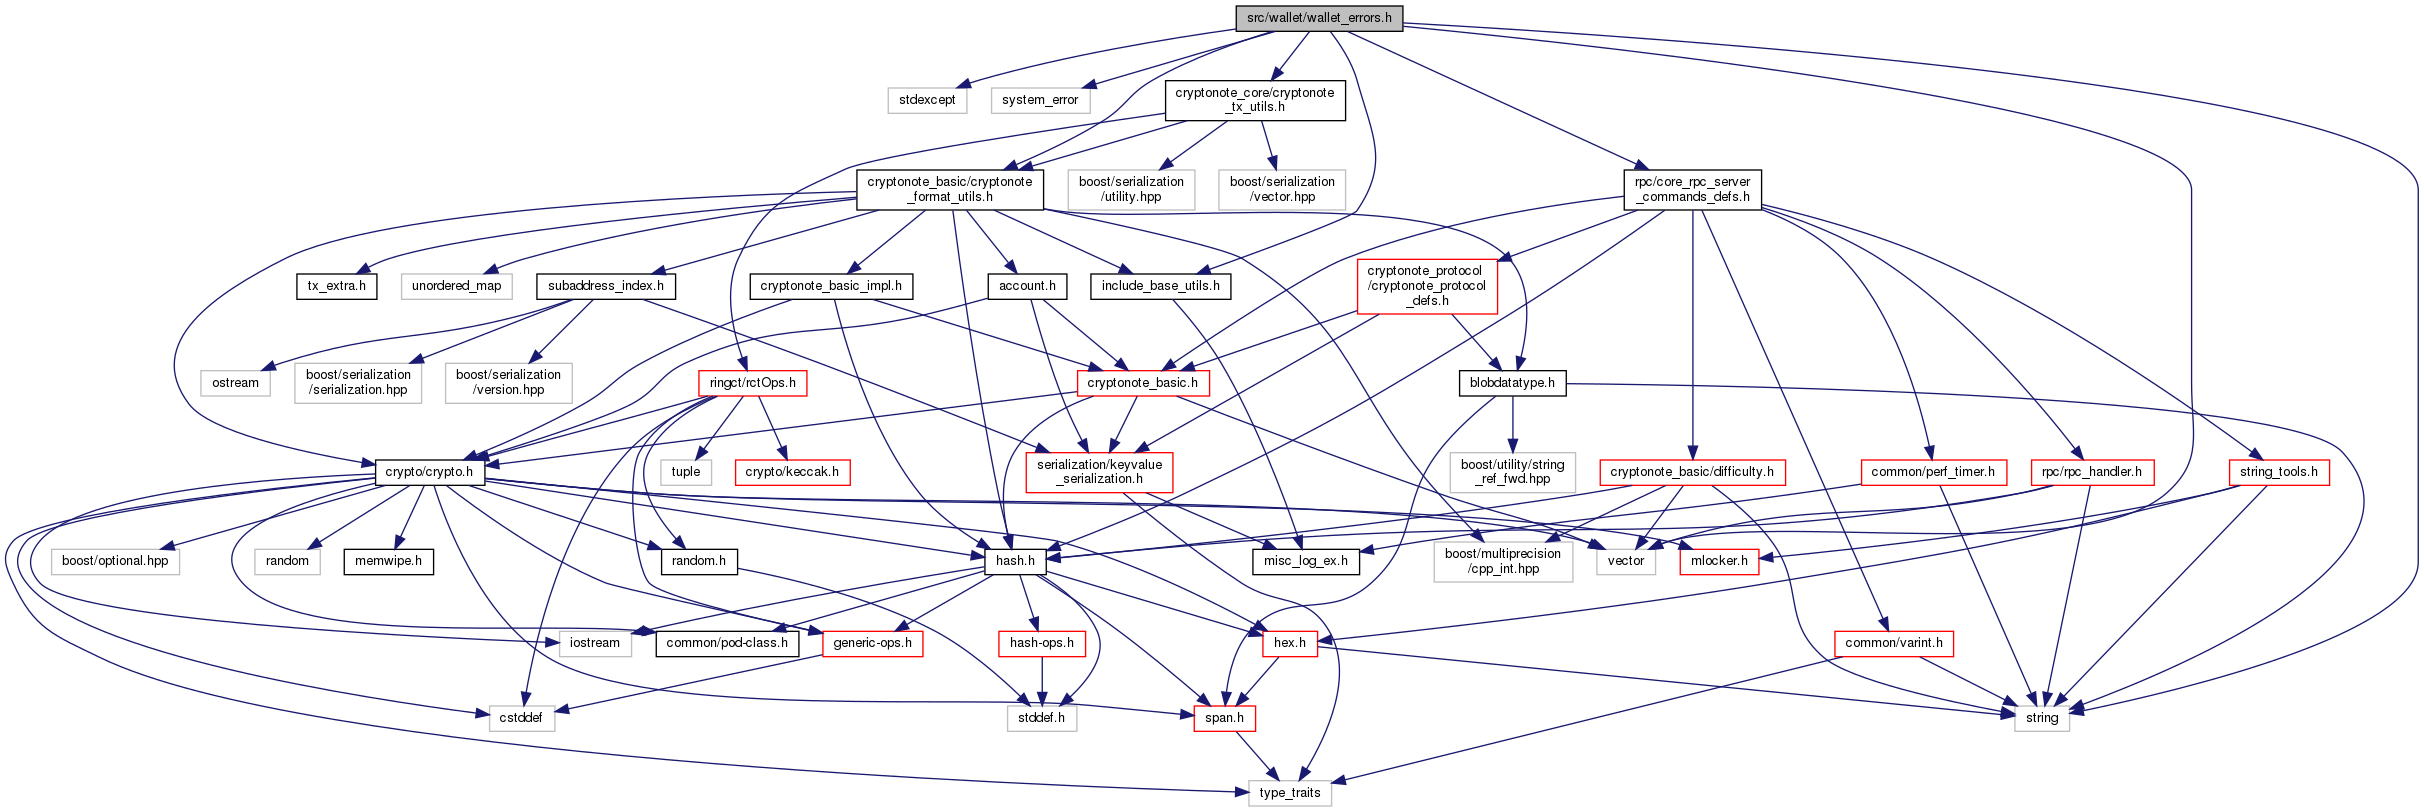 src/wallet/wallet_errors.h
stdexcept
system_error
cryptonote_core/cryptonote
_tx_utils.h
cryptonote_basic/cryptonote
_format_utils.h
boost/serialization
/utility.hpp
boost/serialization
/vector.hpp
rpc/core_rpc_server
_commands_defs.h
tx_extra.h
unordered_map
subaddress_index.h
cryptonote_basic_impl.h
account.h
include_base_utils.h
cryptonote_protocol
/cryptonote_protocol
_defs.h
ostream
boost/serialization
/serialization.hpp
boost/serialization
/version.hpp
ringct/rctOps.h
cryptonote_basic.h
blobdatatype.h
crypto/crypto.h
tuple
crypto/keccak.h
serialization/keyvalue
_serialization.h
boost/utility/string
_ref_fwd.hpp
cryptonote_basic/difficulty.h
common/perf_timer.h
rpc/rpc_handler.h
string_tools.h
boost/optional.hpp
random
memwipe.h
random.h
hash.h
misc_log_ex.h
boost/multiprecision
/cpp_int.hpp
vector
mlocker.h
iostream
common/pod-class.h
generic-ops.h
hash-ops.h
hex.h
common/varint.h
cstddef
stddef.h
span.h
string
type_traits